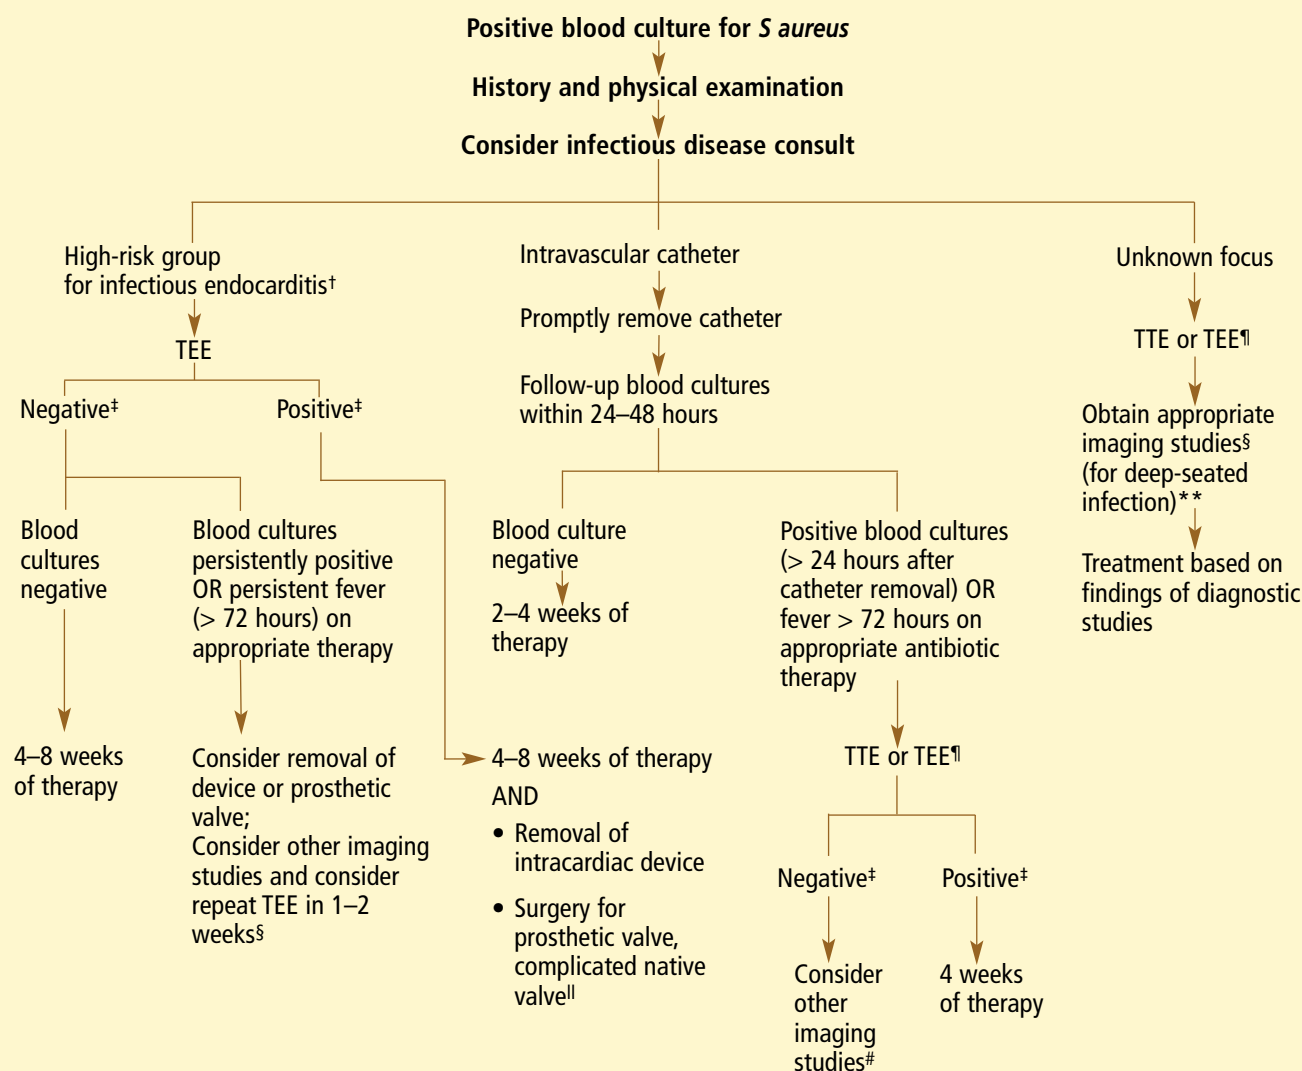 Positive blood culture for S aureus
History and physical examination
Consider infectious disease consult
High-risk group
for infectious endocarditis†
TEE
Negative‡
Positive‡
Blood
cultures
negative
4–8 weeks
of therapy
Blood cultures
persistently positive
OR persistent fever
(> 72 hours) on
appropriate therapy
Consider removal of
device or prosthetic
valve;
Consider other imaging
studies and consider
repeat TEE in 1–2
weeks§
4–8 weeks of therapy
AND
• Removal of
intracardiac device
• Surgery for
prosthetic valve,
complicated native
valve||
Intravascular catheter
Promptly remove catheter
Follow-up blood cultures
within 24–48 hours
Blood culture
negative
2–4 weeks of
therapy
Positive blood cultures
(> 24 hours after
catheter removal) OR
fever > 72 hours on
appropriate antibiotic
therapy
TTE or TEE¶
Negative‡
Positive‡
Consider
other
imaging
studies#
4 weeks
of therapy
Unknown focus
TTE or TEE¶
Obtain appropriate
imaging studies§
(for deep-seated
infection)**
Treatment based on
findings of diagnostic
studies